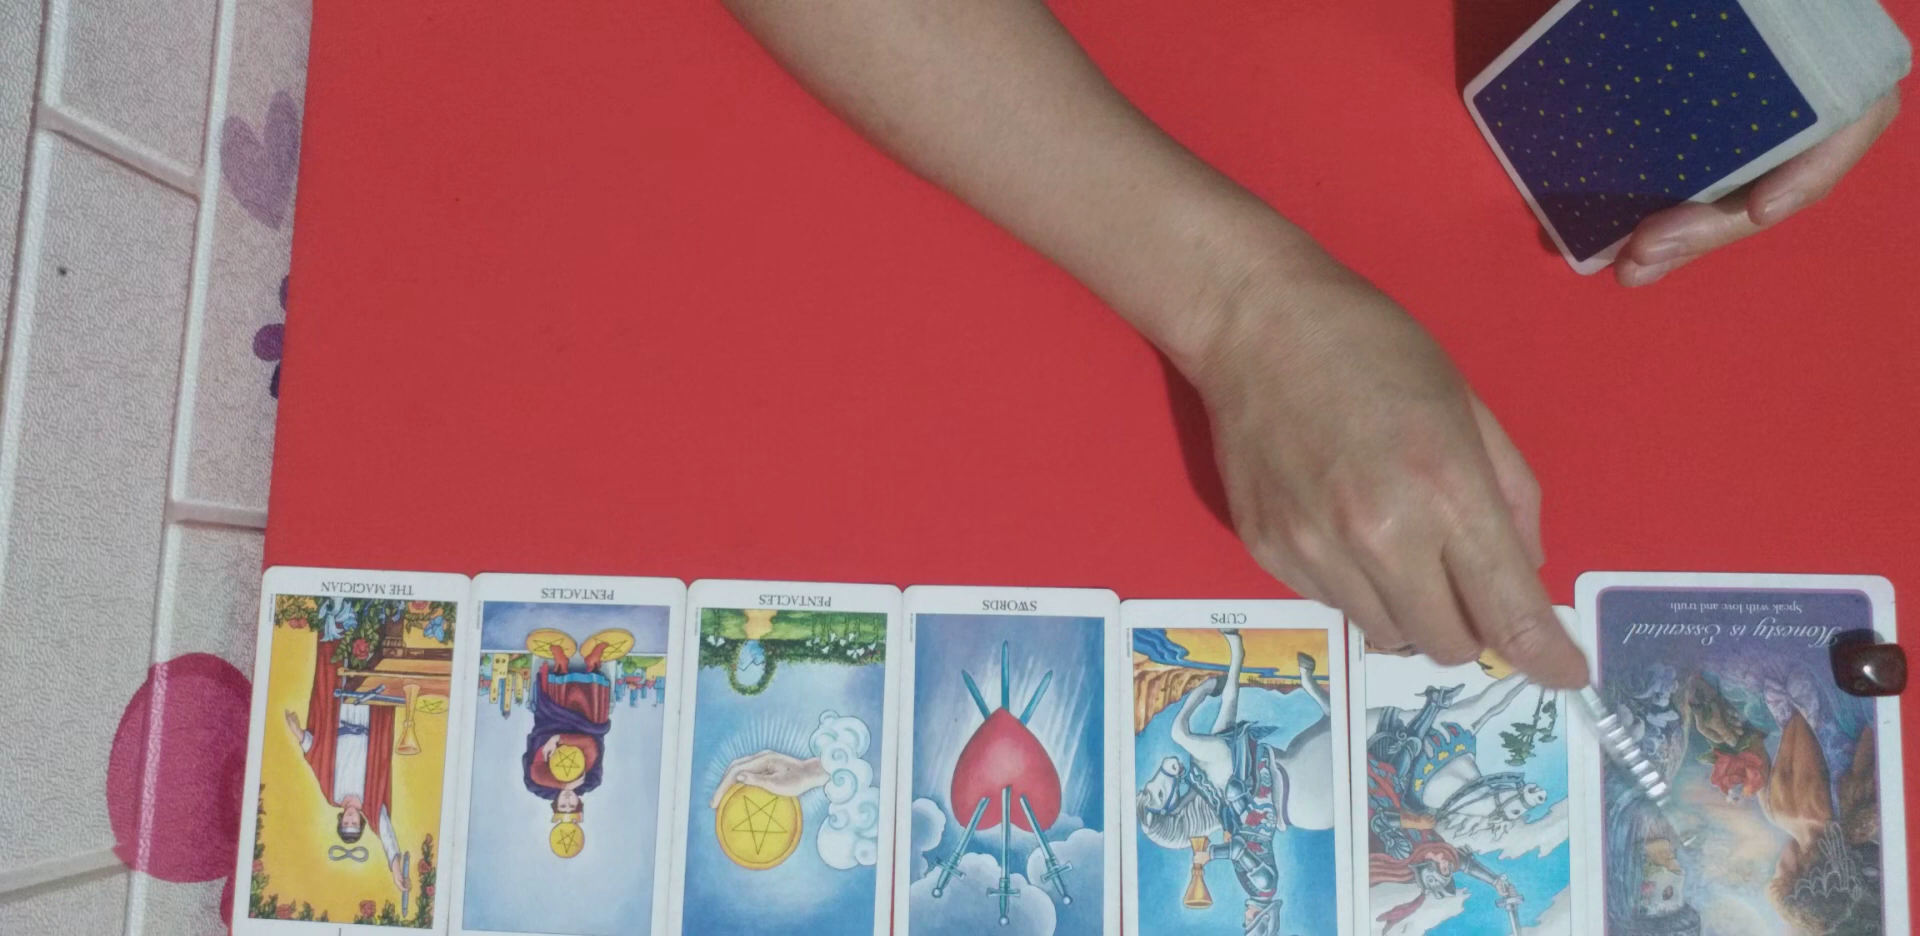 THE MAGICIAN
PENTACLES
PENTACLES
SWORDS
CUPS
Honesty is Essential
Speak with love and truth